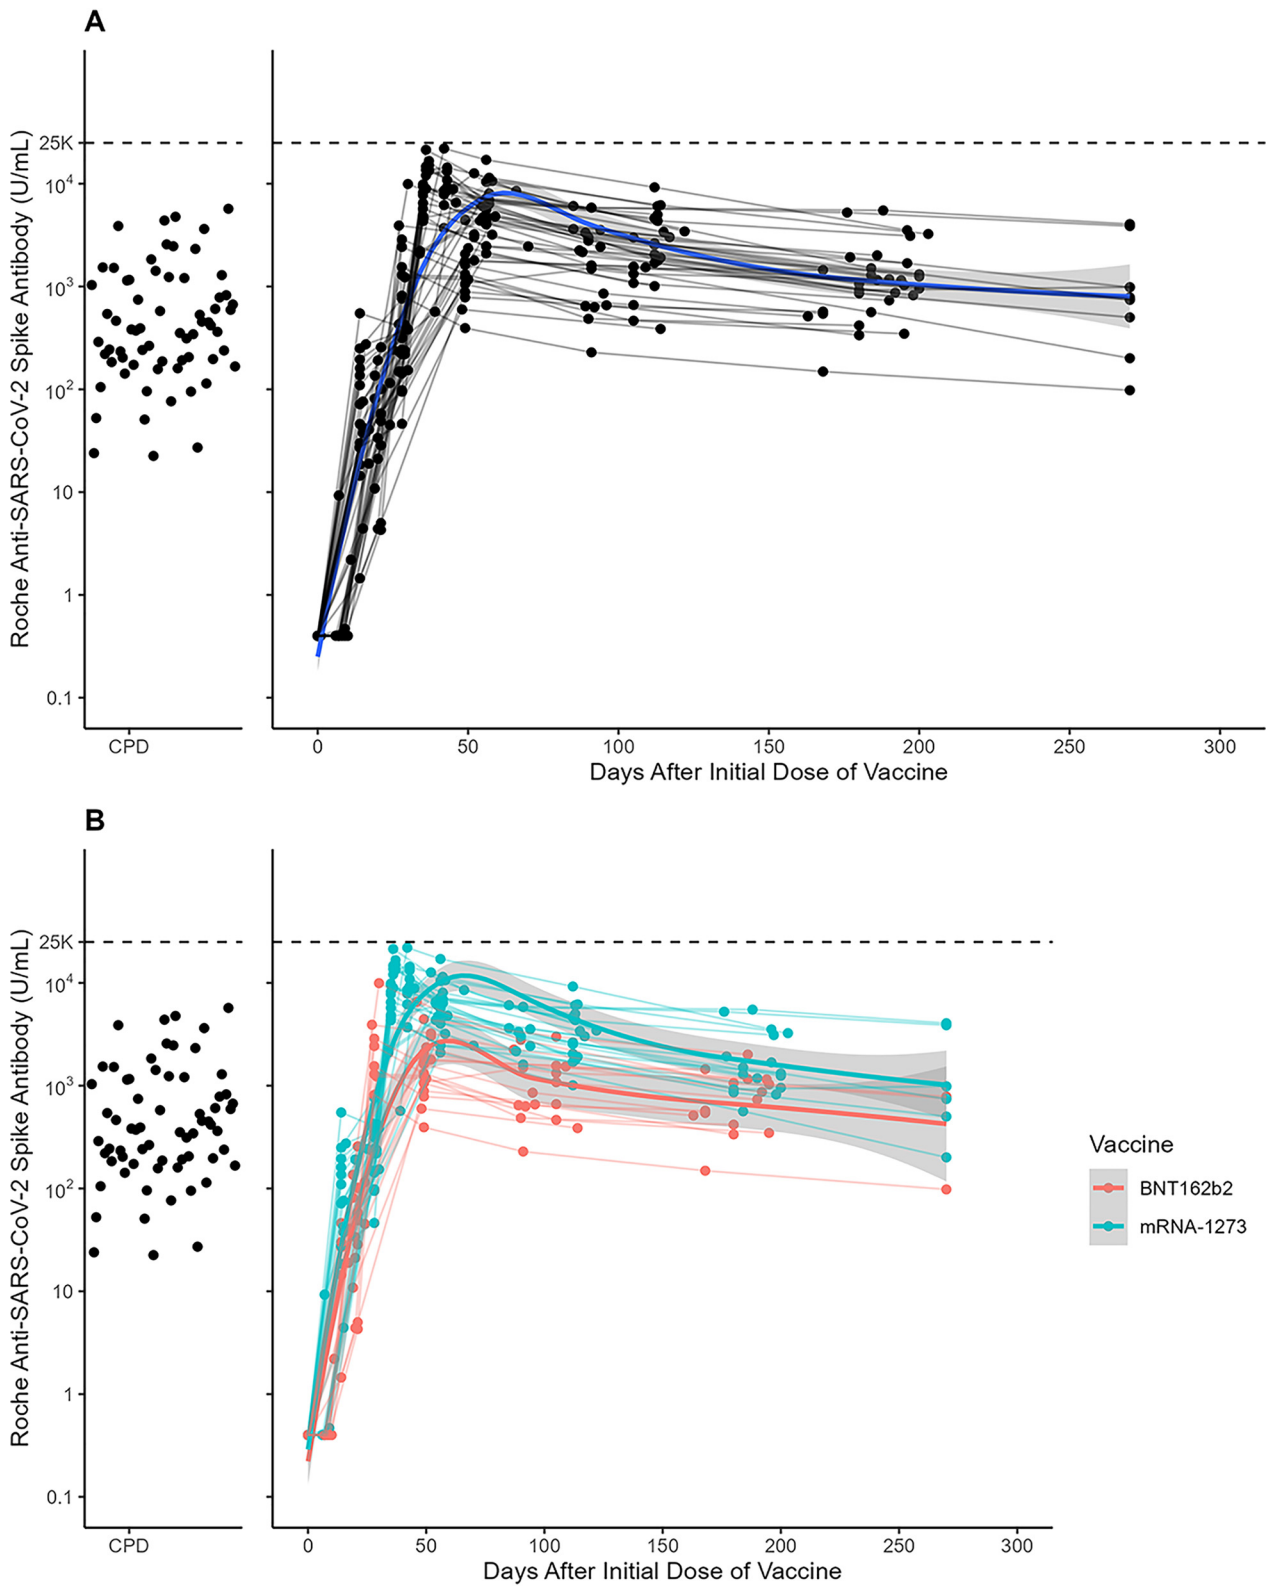 A
Roche Anti-SARS-CoV-2 Spike Antibody (U/mL)
25K
10⁴
10³
10²
10
1
0.1
CPD
0 50 100 150 200 250 300
Days After Initial Dose of Vaccine
B
Roche Anti-SARS-CoV-2 Spike Antibody (U/mL)
25K
10⁴
10³
10²
10
1
0.1
CPD
0 50 100 150 200 250 300
Days After Initial Dose of Vaccine
Vaccine
BNT162b2
mRNA-1273